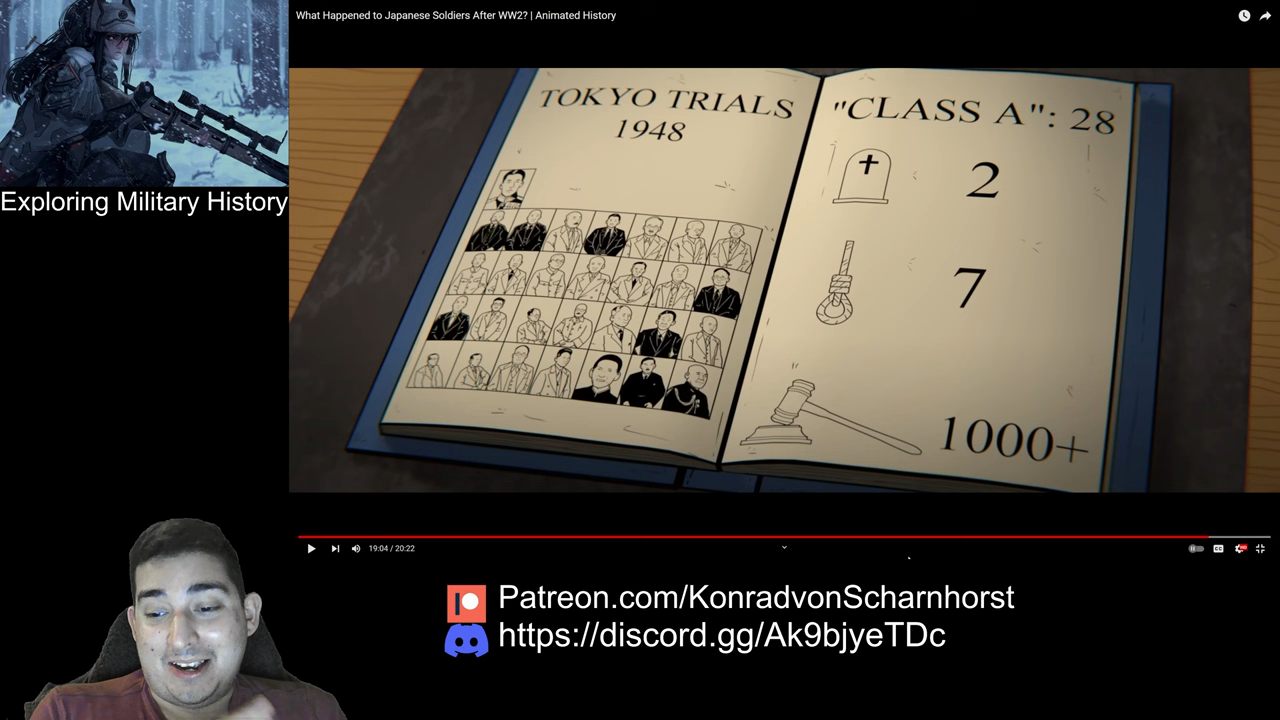 What Happened to Japanese Soldiers After WW2? | Animated History
TOKYO TRIALS
1948
"CLASS A": 28
2
7
1000+
Exploring Military History
19:04 / 20:22
CC
Patreon.com/KonradvonScharnhorst
https://discord.gg/Ak9bjyeTDc